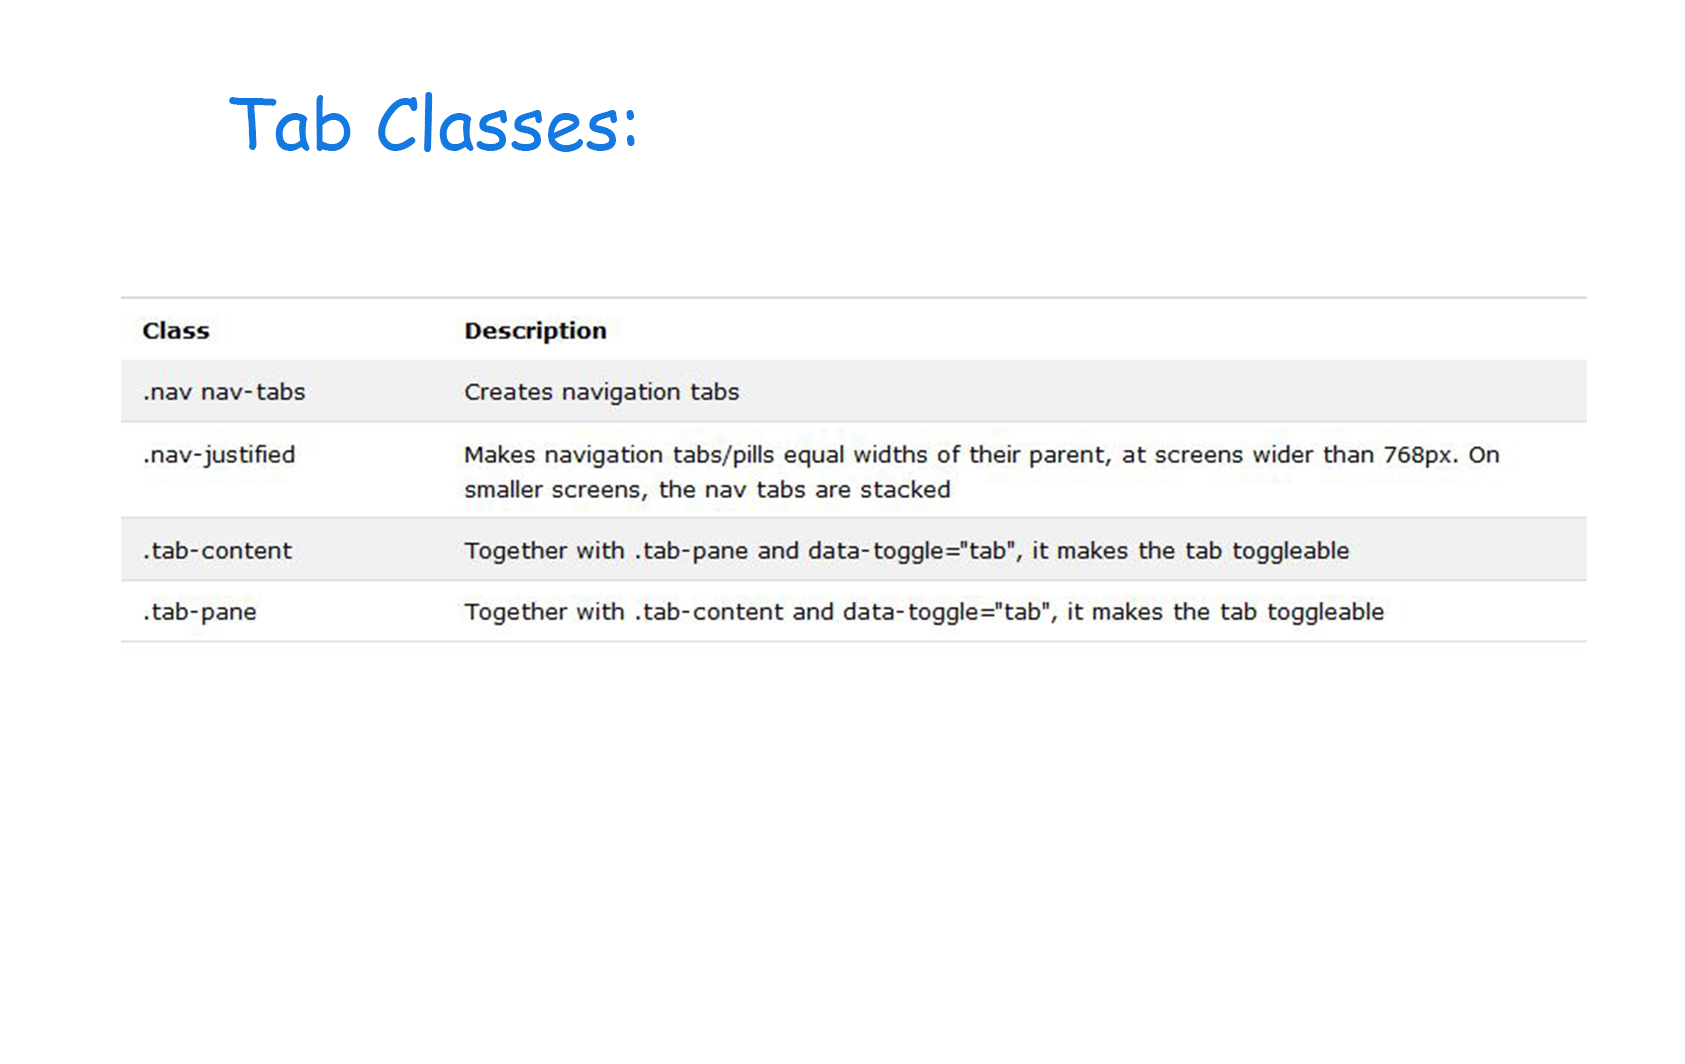 Tab Classes:
Class Description
.nav nav-tabs Creates navigation tabs
.nav-justified Makes navigation tabs/pills equal widths of their parent, at screens wider than 768px. On
smaller screens, the nav tabs are stacked
.tab-content Together with .tab-pane and data-toggle="tab", it makes the tab toggleable
.tab-pane Together with .tab-content and data-toggle="tab", it makes the tab toggleable